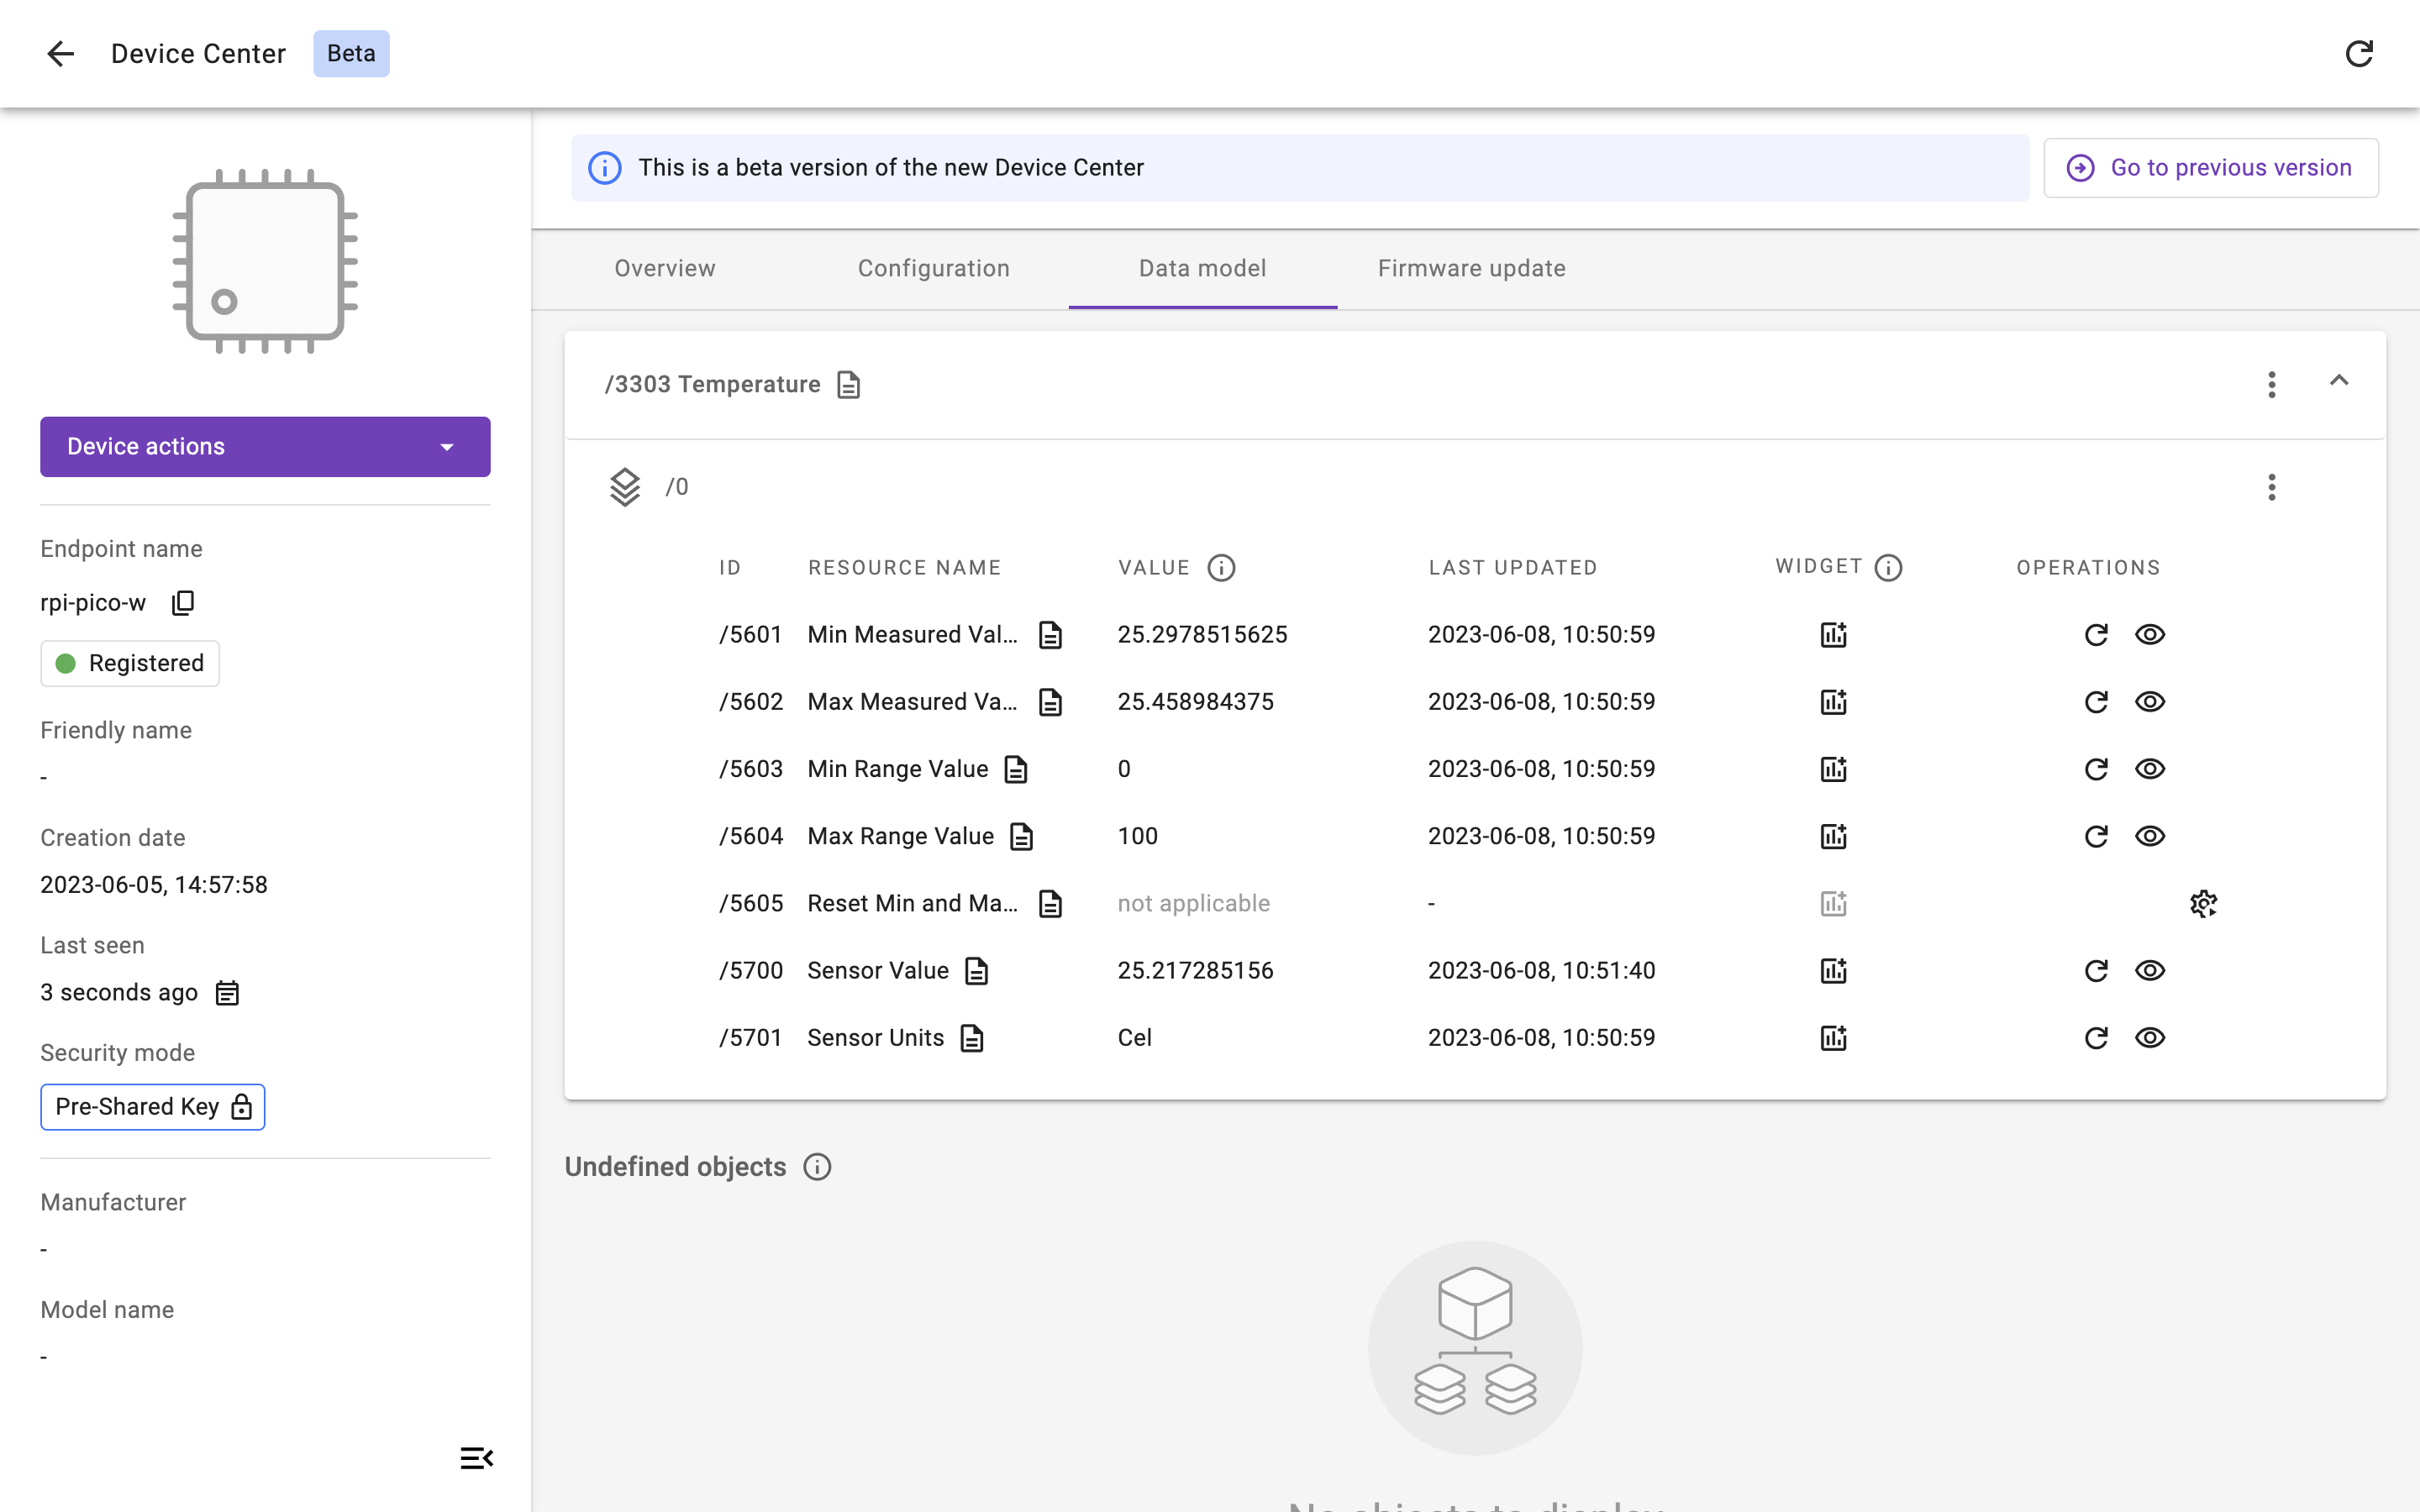 Device Center Beta
This is a beta version of the new Device Center
Go to previous version
Device actions
Endpoint name
rpi-pico-w
Registered
Friendly name
-
Creation date
2023-06-05, 14:57:58
Last seen
3 seconds ago
Security mode
Pre-Shared Key
Manufacturer
-
Model name
-
Overview Configuration Data model Firmware update
/3303 Temperature
/0
ID RESOURCE NAME VALUE LAST UPDATED WIDGET OPERATIONS
/5601 Min Measured Val... 25.2978515625 2023-06-08, 10:50:59
/5602 Max Measured Va... 25.458984375 2023-06-08, 10:50:59
/5603 Min Range Value 0 2023-06-08, 10:50:59
/5604 Max Range Value 100 2023-06-08, 10:50:59
/5605 Reset Min and Ma... not applicable -
/5700 Sensor Value 25.217285156 2023-06-08, 10:51:40
/5701 Sensor Units Cel 2023-06-08, 10:50:59
Undefined objects
No objects to display